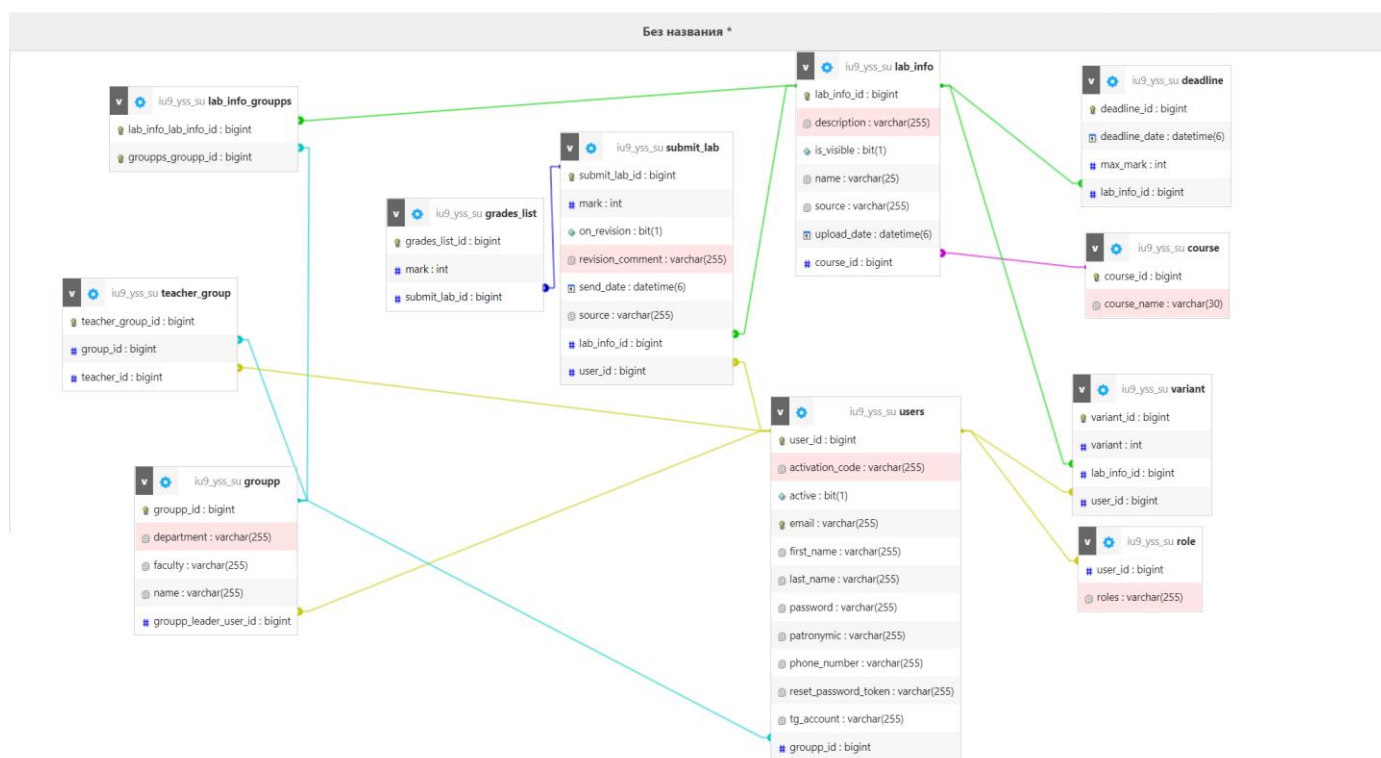 Без названия *
v iu9_yss_su lab_info_groupps
lab_info_lab_info_id : bigint
groupps_groupp_id : bigint
v iu9_yss_su teacher_group
teacher_group_id : bigint
group_id : bigint
teacher_id : bigint
v iu9_yss_su groupp
groupp_id : bigint
department : varchar(255)
faculty : varchar(255)
name : varchar(255)
# groupp_leader_user_id : bigint
v iu9_yss_su grades_list
grades_list_id : bigint
# mark : int
# submit_lab_id : bigint
v iu9_yss_su submit_lab
submit_lab_id : bigint
# mark : int
on_revision : bit(1)
revision_comment : varchar(255)
send_date : datetime(6)
source : varchar(255)
# lab_info_id : bigint
# user_id : bigint
v iu9_yss_su lab_info
lab_info_id : bigint
description : varchar(255)
is_visible : bit(1)
name : varchar(25)
source : varchar(255)
upload_date : datetime(6)
# course_id : bigint
v iu9_yss_su users
user_id : bigint
activation_code : varchar(255)
active : bit(1)
email : varchar(255)
first_name : varchar(255)
last_name : varchar(255)
password : varchar(255)
patronymic : varchar(255)
phone_number : varchar(255)
reset_password_token : varchar(255)
tg_account : varchar(255)
# groupp_id : bigint
v iu9_yss_su deadline
deadline_id : bigint
deadline_date : datetime(6)
# max_mark : int
# lab_info_id : bigint
v iu9_yss_su course
course_id : bigint
course_name : varchar(30)
v iu9_yss_su variant
variant_id : bigint
# variant : int
# lab_info_id : bigint
# user_id : bigint
v iu9_yss_su role
# user_id : bigint
roles : varchar(255)